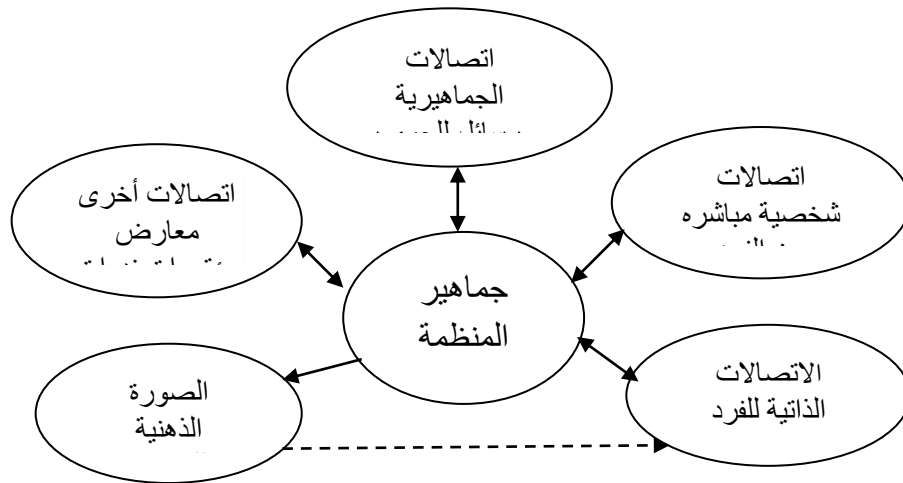 اتصالات
الجماهيرية
اتصالات
شخصية مباشره
اتصالات أخرى
معارض
جماهير
المنظمة
الاتصالات
الذاتية للفرد
الصورة
الذهنية